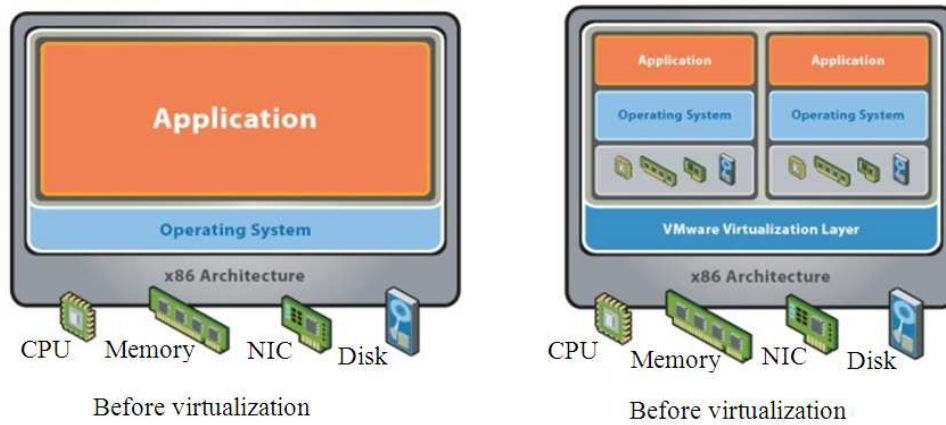 Application
Operating System
x86 Architecture
CPU Memory NIC Disk
Before virtualization
Application Application
Operating System Operating System
VMware Virtualization Layer
x86 Architecture
CPU Memory NIC Disk
Before virtualization